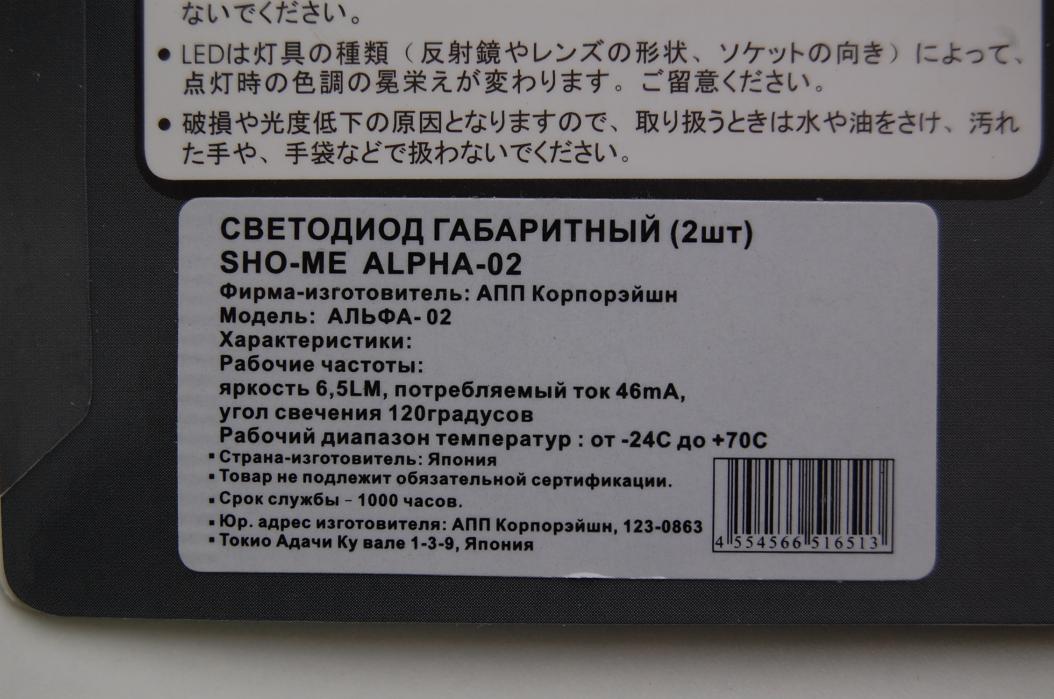 ないでください。
● LEDは灯具の種類（反射鏡やレンズの形状、ソケットの向き）によって、
点灯時の色調の冕栄えが変わります。ご留意ください。
● 破損や光度低下の原因となりますので、取り扱うときは水や油をさけ、汚れ
た手や、手袋などで扱わないでください。
СВЕТОДИОД ГАБАРИТНЫЙ (2шт)
SHO-ME ALPHA-02
Фирма-изготовитель: АПП Корпорэйшн
Модель: АЛЬФА- 02
Характеристики:
Рабочие частоты:
яркость 6,5LM, потребляемый ток 46mA,
угол свечения 120градусов
Рабочий диапазон температур : от -24С до +70С
▪ Страна-изготовитель: Япония
▪ Товар не подлежит обязательной сертификации.
▪ Срок службы – 1000 часов.
▪ Юр. адрес изготовителя: АПП Корпорэйшн, 123-0863
▪ Токио Адачи Ку вале 1-3-9, Япония
4 554566 516513